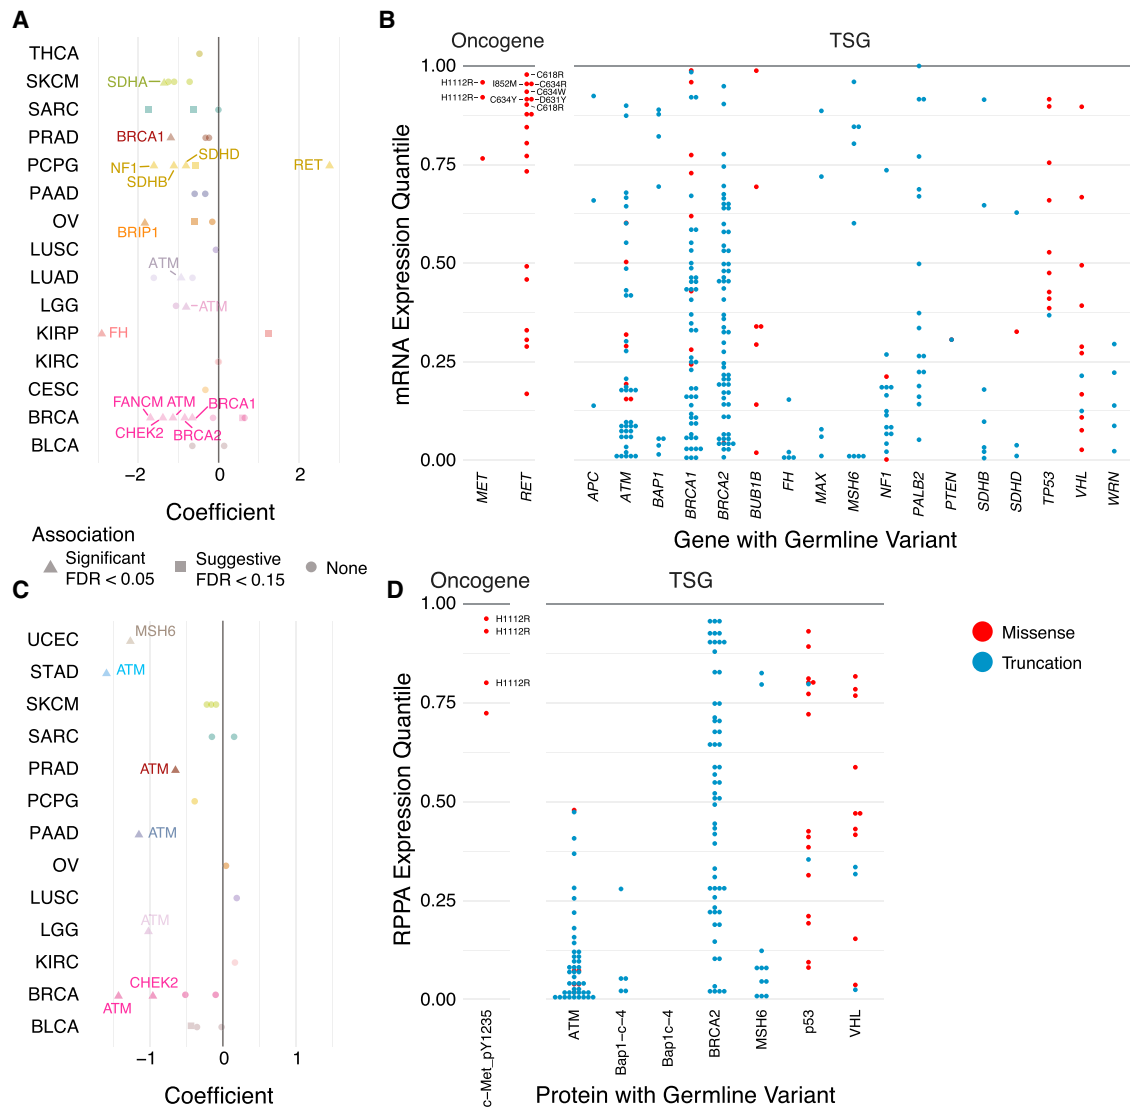 A
THCA
SKCM
SDHA
SARC
PRAD
BRCA1
PCPG
NF1
SDHB
SDHD
RET
PAAD
OV
BRIP1
LUSC
LUAD
ATM
LGG
ATM
KIRP
FH
KIRC
CESC
BRCA
FANCM
ATM
BRCA1
CHEK2
BRCA2
BLCA
−2
0
2
Coefficient
Association
Significant
FDR < 0.05
Suggestive
FDR < 0.15
None
B
Oncogene
TSG
mRNA Expression Quantile
1.00
0.75
0.50
0.25
0.00
H1112R
H1112R
I852M
C634Y
C618R
C634R
C634W
D631Y
C618R
MET
RET
APC
ATM
BAP1
BRCA1
BRCA2
BUB1B
FH
MAX
MSH6
NF1
PALB2
PTEN
SDHB
SDHD
TP53
VHL
WRN
Gene with Germline Variant
C
UCEC
MSH6
STAD
ATM
SKCM
SARC
PRAD
ATM
PCPG
PAAD
ATM
OV
LUSC
LGG
ATM
KIRC
BRCA
CHEK2
ATM
BLCA
−1
0
1
Coefficient
D
Oncogene
TSG
RPPA Expression Quantile
1.00
0.75
0.50
0.25
0.00
H1112R
H1112R
H1112R
c−Met_pY1235
ATM
Bap1−c−4
Bap1c−4
BRCA2
MSH6
p53
VHL
Protein with Germline Variant
Missense
Truncation